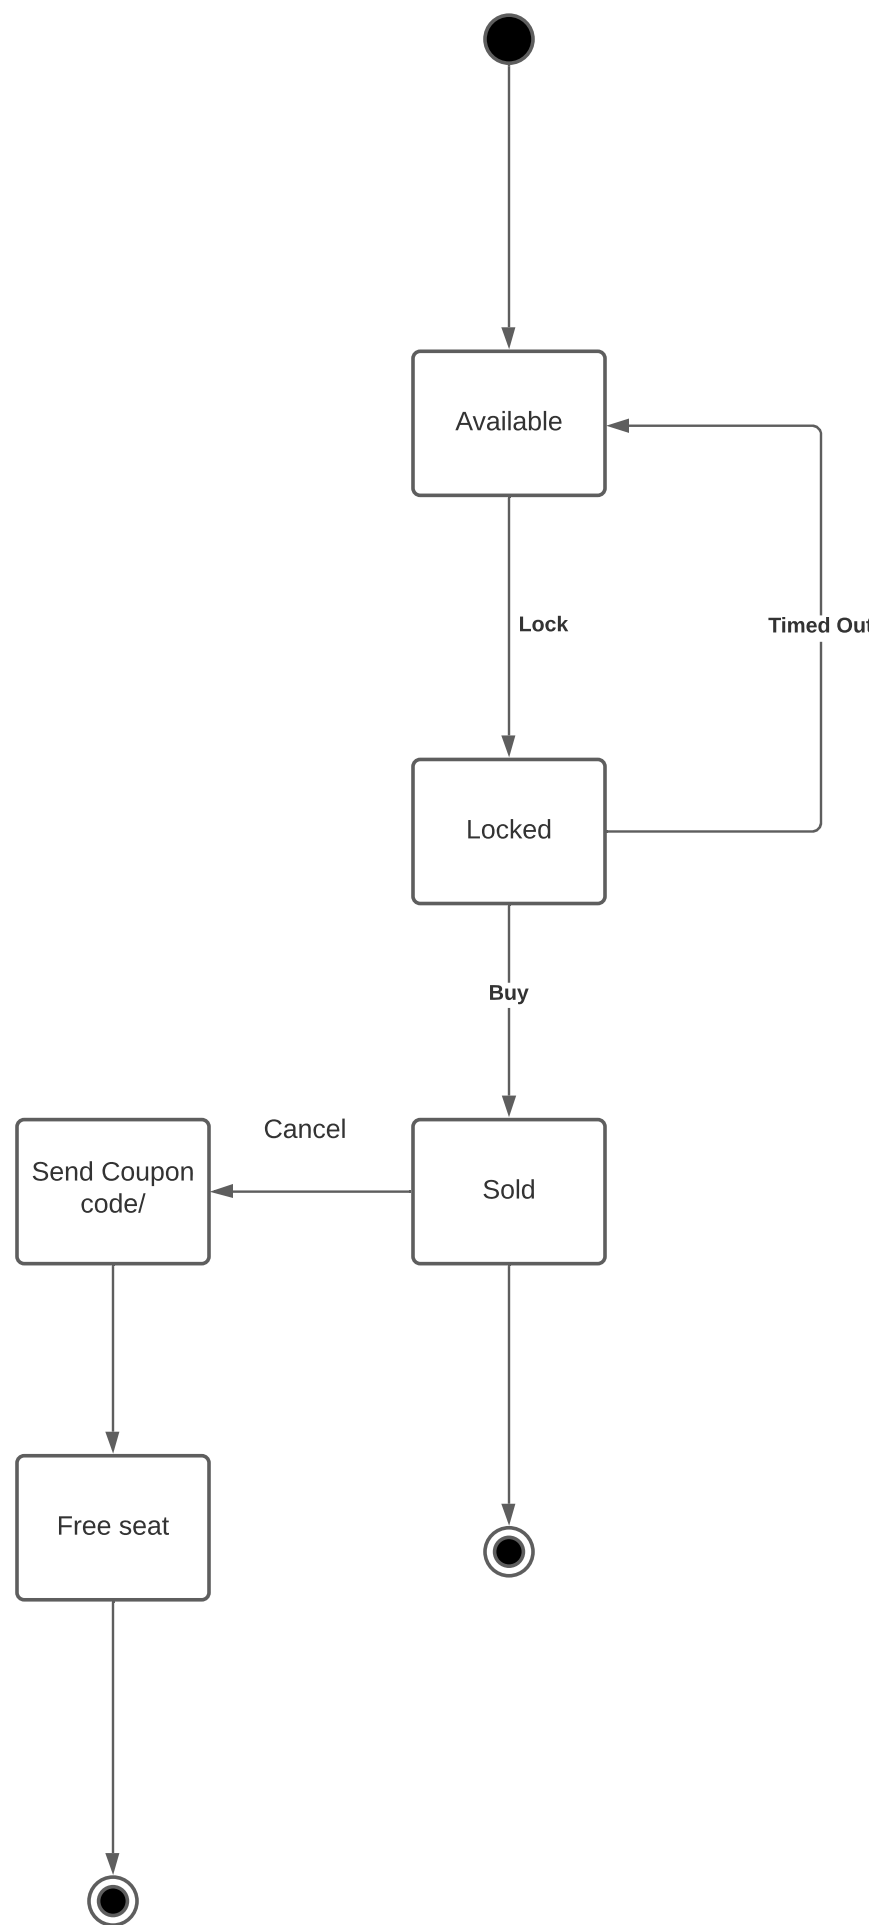 Available
Lock
Timed Out
Locked
Buy
Cancel
Send Coupon
code/
Sold
Free seat